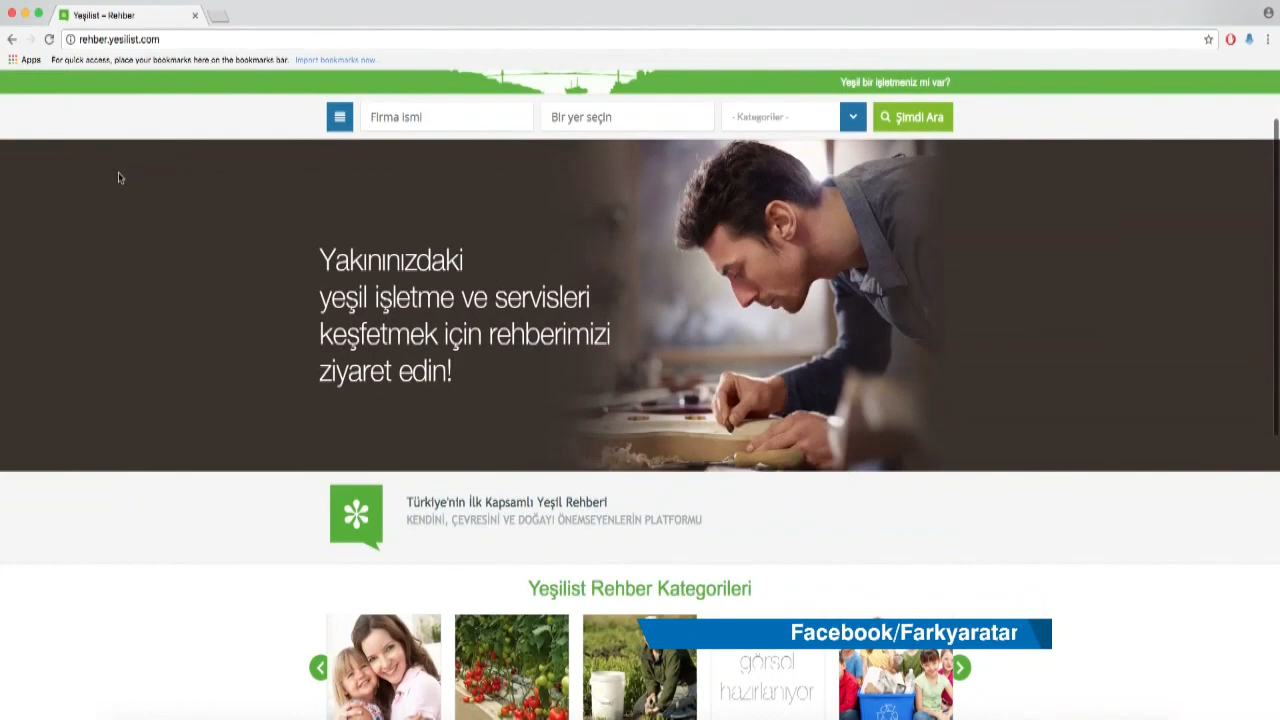 Yeşilist – Rehber
rehber.yesilist.com
Apps For quick access, place your bookmarks here on the bookmarks bar. Import bookmarks now...
Yeşil bir işletmeniz mi var?
Firma ismi
Bir yer seçin
- Kategoriler -
Şimdi Ara
Yakınınızdaki
yeşil işletme ve servisleri
keşfetmek için rehberimizi
ziyaret edin!
Türkiye'nin İlk Kapsamlı Yeşil Rehberi
KENDİNİ, ÇEVRESİNİ VE DOĞAYI ÖNEMSEYENLERİN PLATFORMU
Yeşilist Rehber Kategorileri
Facebook/Farkyaratar
görsel
hazırlanıyor